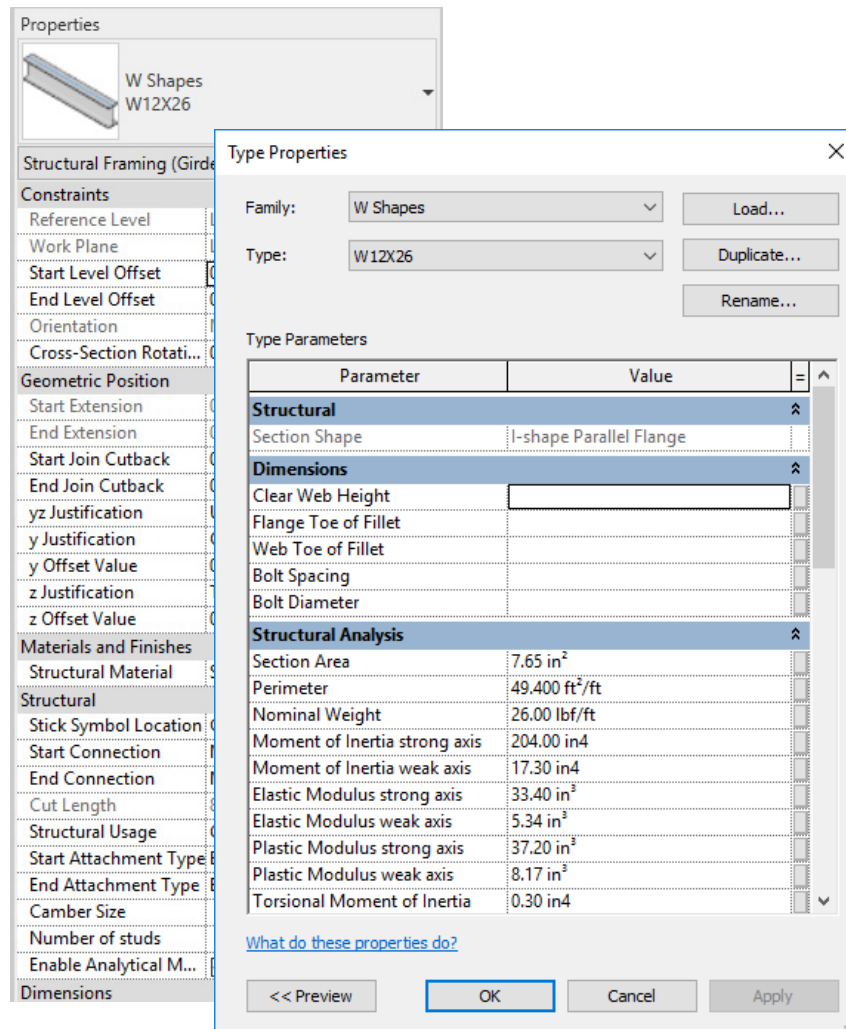 Properties
W Shapes
W12X26
Structural Framing (Girde
Constraints
Reference Level
Work Plane
Start Level Offset
End Level Offset
Orientation
Cross-Section Rotati...
Geometric Position
Start Extension
End Extension
Start Join Cutback
End Join Cutback
yz Justification
y Justification
y Offset Value
z Justification
z Offset Value
Materials and Finishes
Structural Material
Structural
Stick Symbol Location
Start Connection
End Connection
Cut Length
Structural Usage
Start Attachment Type
End Attachment Type
Camber Size
Number of studs
Enable Analytical M...
Dimensions
Type Properties
Family: W Shapes Load...
Type: W12X26 Duplicate...
Rename...
Type Parameters
Parameter Value =
Structural
Section Shape I-shape Parallel Flange
Dimensions
Clear Web Height
Flange Toe of Fillet
Web Toe of Fillet
Bolt Spacing
Bolt Diameter
Structural Analysis
Section Area 7.65 in²
Perimeter 49.400 ft²/ft
Nominal Weight 26.00 lbf/ft
Moment of Inertia strong axis 204.00 in4
Moment of Inertia weak axis 17.30 in4
Elastic Modulus strong axis 33.40 in³
Elastic Modulus weak axis 5.34 in³
Plastic Modulus strong axis 37.20 in³
Plastic Modulus weak axis 8.17 in³
Torsional Moment of Inertia 0.30 in4
What do these properties do?
<< Preview OK Cancel Apply